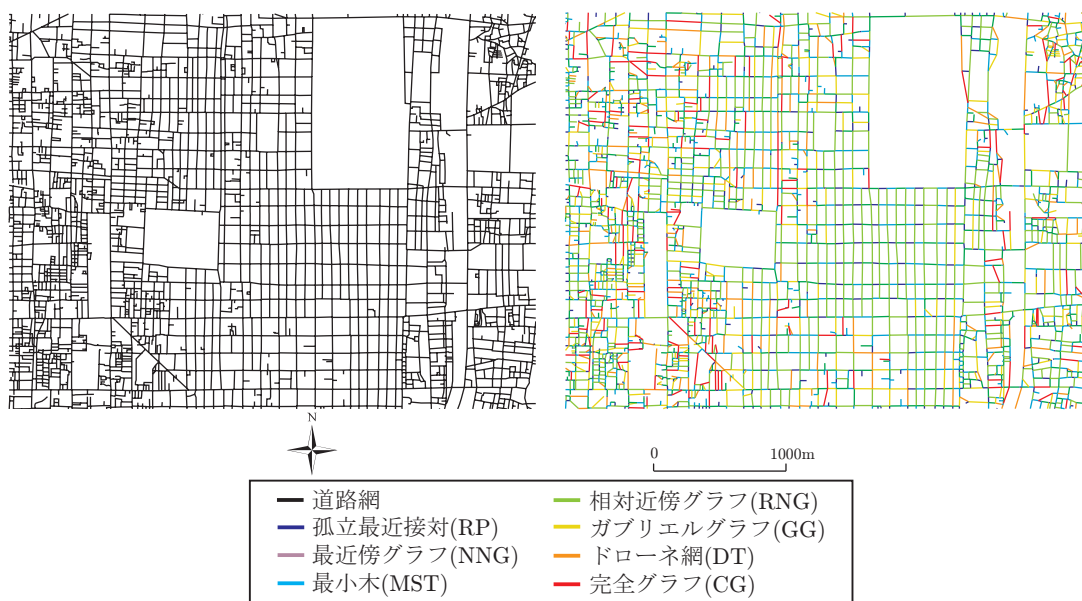 N
0 1000m
道路網
孤立最近接対(RP)
最近傍グラフ(NNG)
最小木(MST)
相対近傍グラフ(RNG)
ガブリエルグラフ(GG)
ドローネ網(DT)
完全グラフ(CG)